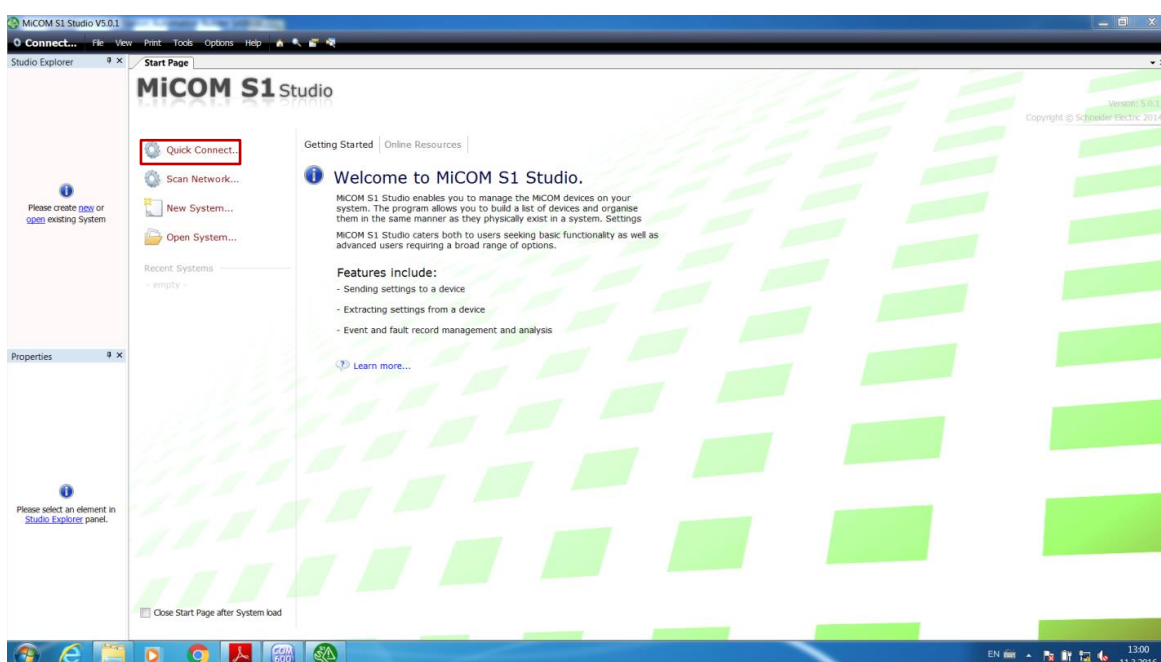 MiCOM S1 Studio V5.0.1
Connect... File View Print Tools Options Help
Studio Explorer
Start Page
MiCOM S1 Studio
Version: 5.0.1
Copyright © Schneider Electric 2014
Quick Connect...
Getting Started Online Resources
Scan Network...
Welcome to MiCOM S1 Studio.
Please create new or
open existing System
New System...
MiCOM S1 Studio enables you to manage the MiCOM devices on your
system. The program allows you to build a list of devices and organise
them in the same manner as they physically exist in a system. Settings
Open System...
MiCOM S1 Studio caters both to users seeking basic functionality as well as
advanced users requiring a broad range of options.
Recent Systems
- empty -
Features include:
- Sending settings to a device
- Extracting settings from a device
- Event and fault record management and analysis
Properties
Learn more...
Please select an element in
Studio Explorer panel.
Close Start Page after System load
COM
600
EN
13:00
11.3.2016